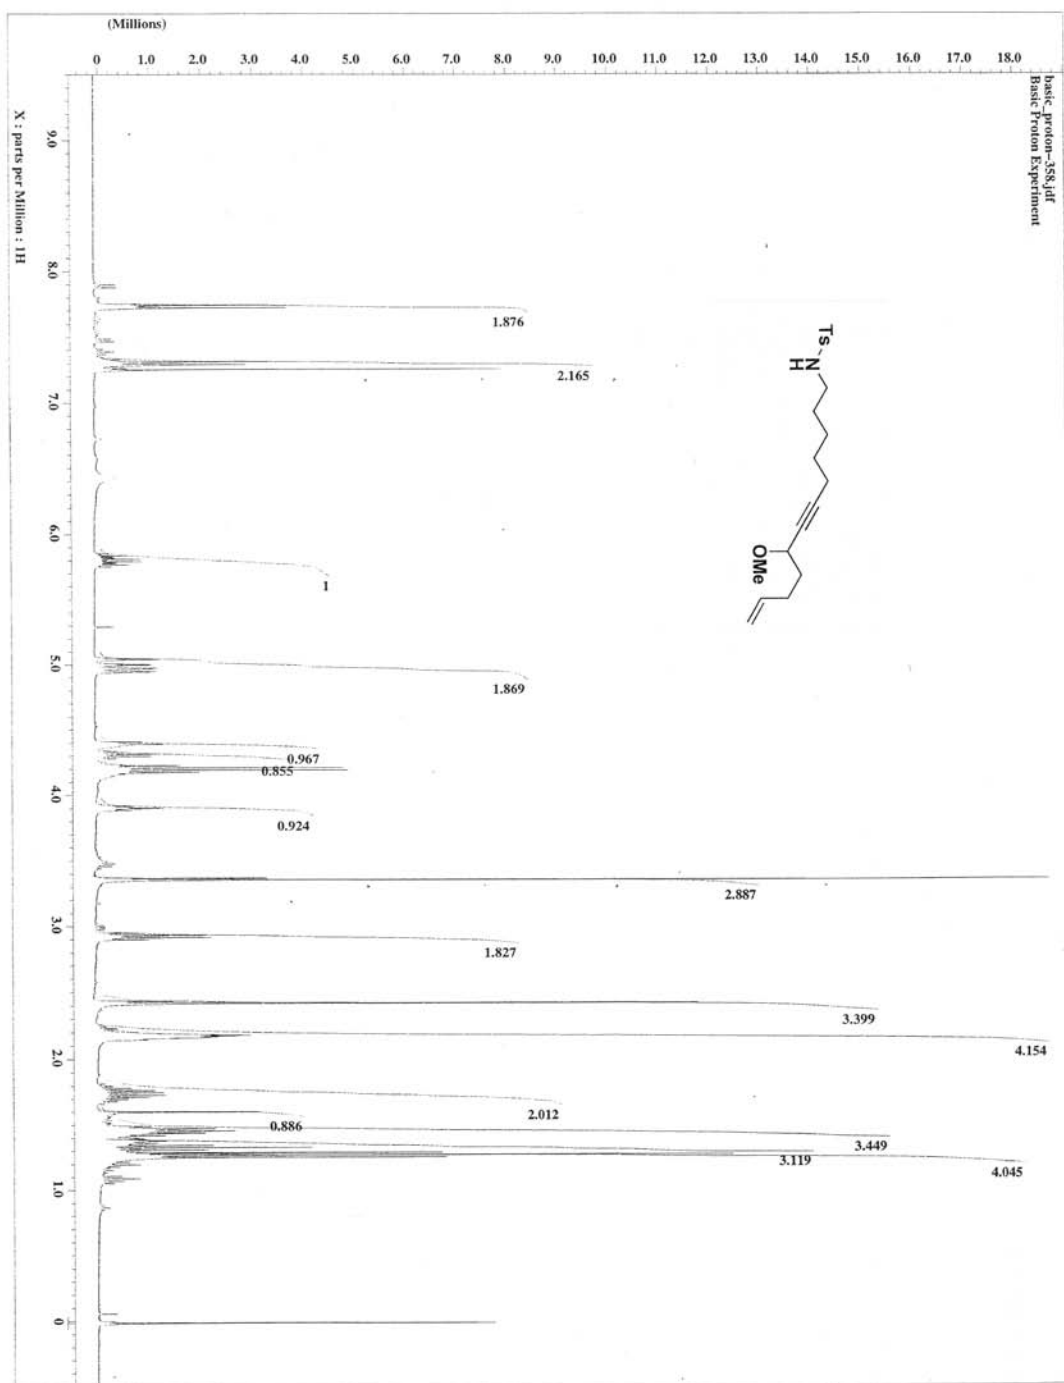 basic_proton-358.jdf
Basic Proton Experiment
(Millions)
0 1.0 2.0 3.0 4.0 5.0 6.0 7.0 8.0 9.0 10.0 11.0 12.0 13.0 14.0 15.0 16.0 17.0 18.0
X : parts per Million : 1H
9.0 8.0 7.0 6.0 5.0 4.0 3.0 2.0 1.0 0
Ts
N
H
OMe
1.876
2.165
1
1.869
0.967
0.855
0.924
2.887
1.827
3.399
4.154
2.012
0.886
3.449
3.119
4.045